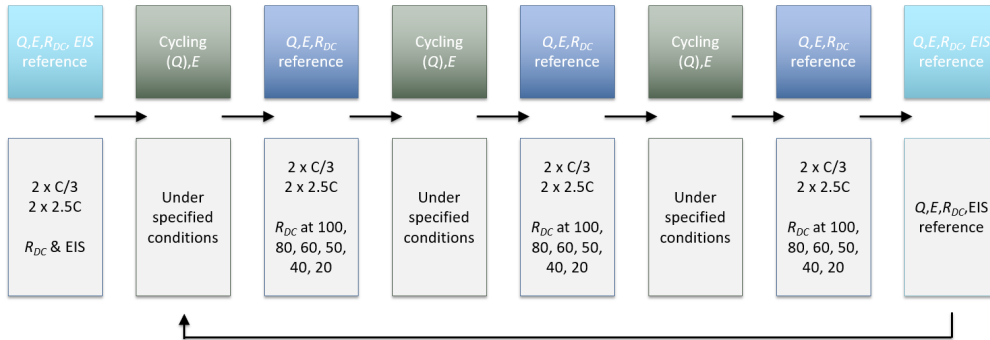 Q,E,R_DC, EIS
reference
Cycling
(Q),E
Q,E,R_DC
reference
Cycling
(Q),E
Q,E,R_DC
reference
Cycling
(Q),E
Q,E,R_DC
reference
Q,E,R_DC, EIS
reference
2 x C/3
2 x 2.5C
R_DC & EIS
Under
specified
conditions
2 x C/3
2 x 2.5C
R_DC at 100,
80, 60, 50,
40, 20
Under
specified
conditions
2 x C/3
2 x 2.5C
R_DC at 100,
80, 60, 50,
40, 20
Under
specified
conditions
2 x C/3
2 x 2.5C
R_DC at 100,
80, 60, 50,
40, 20
Q,E,R_DC,EIS
reference